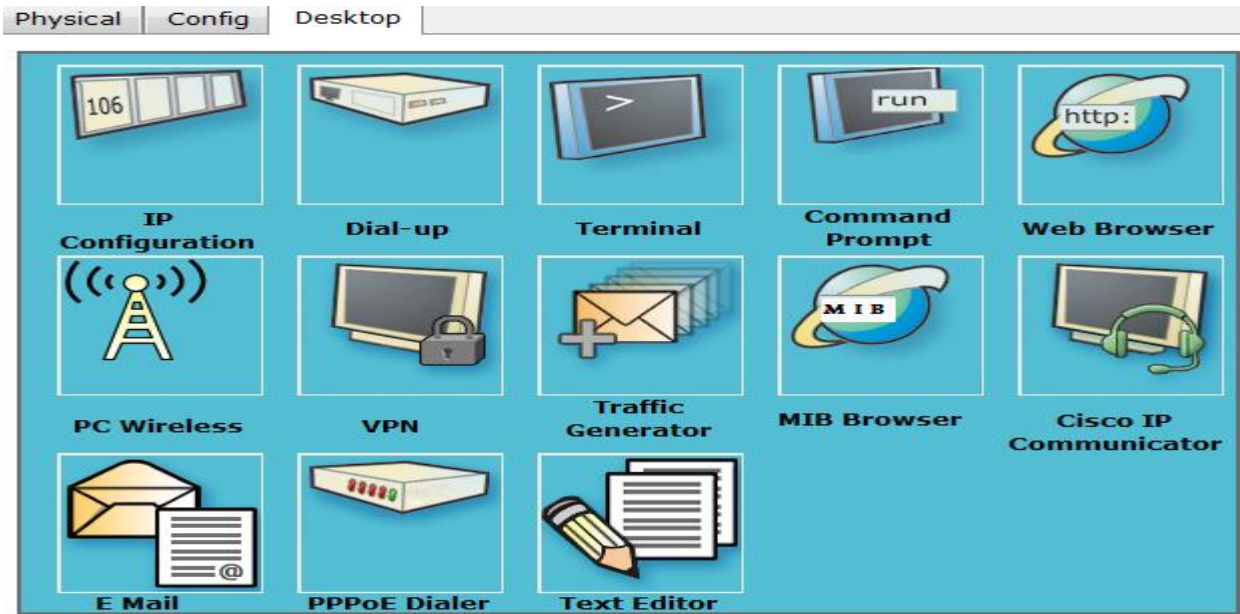 Physical
Config
Desktop
106
>
run
http:
IP
Configuration
Dial-up
Terminal
Command
Prompt
Web Browser
MIB
PC Wireless
VPN
Traffic
Generator
MIB Browser
Cisco IP
Communicator
@
E Mail
PPPoE Dialer
Text Editor